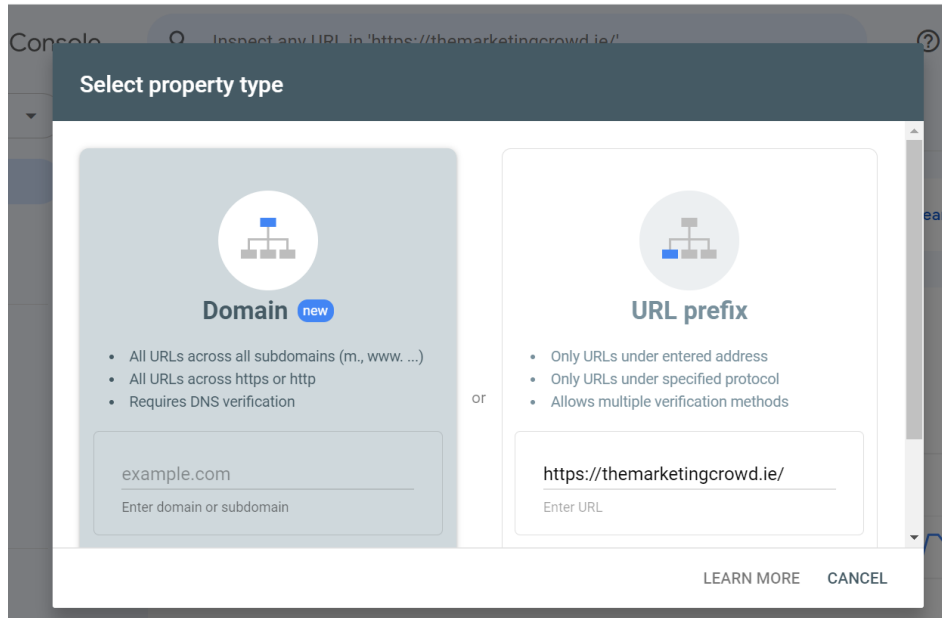 Console
Inspect any URL in 'https://themarketingcrowd.ie/'
Select property type
Domain new
All URLs across all subdomains (m., www. ...)
All URLs across https or http
Requires DNS verification
example.com
Enter domain or subdomain
or
URL prefix
Only URLs under entered address
Only URLs under specified protocol
Allows multiple verification methods
https://themarketingcrowd.ie/
Enter URL
LEARN MORE CANCEL